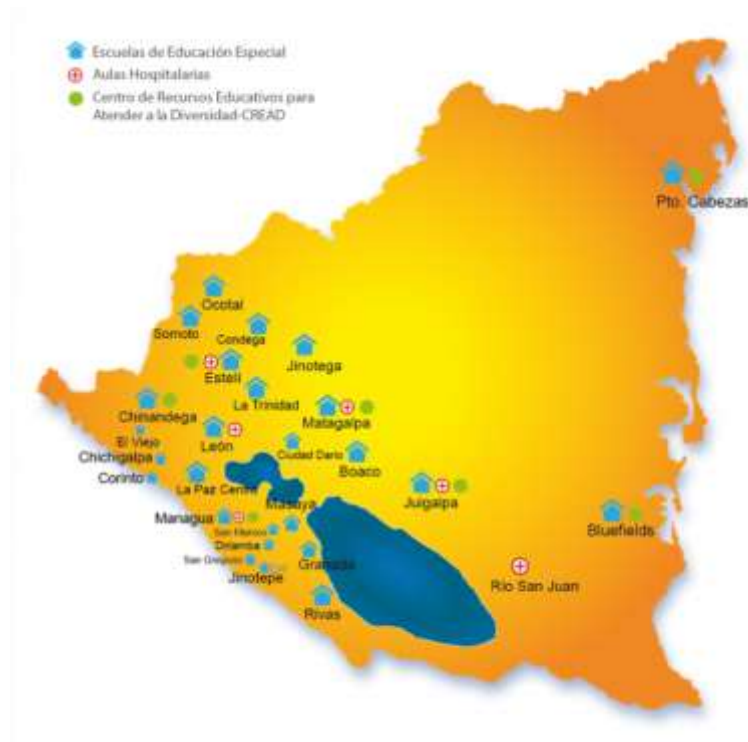 Escuelas de Educación Especial
Aulas Hospitalarias
Centro de Recursos Educativos para
Atender a la Diversidad-CREAD
Pto. Cabezas
Ocotal
Somoto
Condega
Jinotega
Estelí
La Trinidad
Chinandega
Matagalpa
El Viejo
León
Ciudad Darío
Chichigalpa
Boaco
Corinto
La Paz Centro
Juigalpa
Masaya
Managua
San Marcos
Bluefields
Diriamba
Granada
San Gregorio
Jinotepe
Río San Juan
Rivas